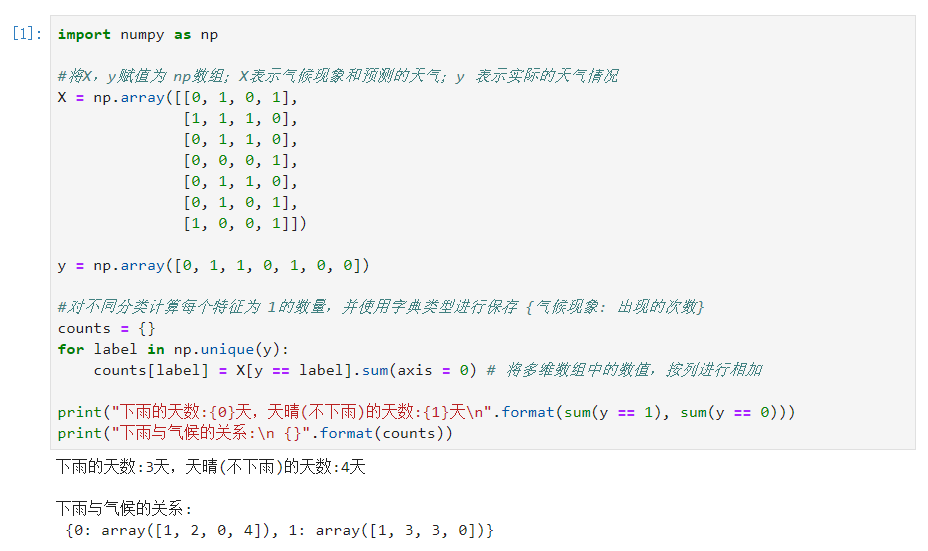 [1]: import numpy as np
#将X, y赋值为 np数组; X表示气候现象和预测的天气; y 表示实际的天气情况
X = np.array([[0, 1, 0, 1],
[1, 1, 1, 0],
[0, 1, 1, 0],
[0, 0, 0, 1],
[0, 1, 1, 0],
[0, 1, 0, 1],
[1, 0, 0, 1]])
y = np.array([0, 1, 1, 0, 1, 0, 0])
#对不同分类计算每个特征为 1的数量, 并使用字典类型进行保存 {气候现象: 出现的次数}
counts = {}
for label in np.unique(y):
counts[label] = X[y == label].sum(axis = 0) # 将多维数组中的数值, 按列进行相加
print("下雨的天数:{0}天, 天晴(不下雨)的天数:{1}天\n".format(sum(y == 1), sum(y == 0)))
print("下雨与气候的关系:\n {}".format(counts))
下雨的天数:3天, 天晴(不下雨)的天数:4天
下雨与气候的关系:
{0: array([1, 2, 0, 4]), 1: array([1, 3, 3, 0])}